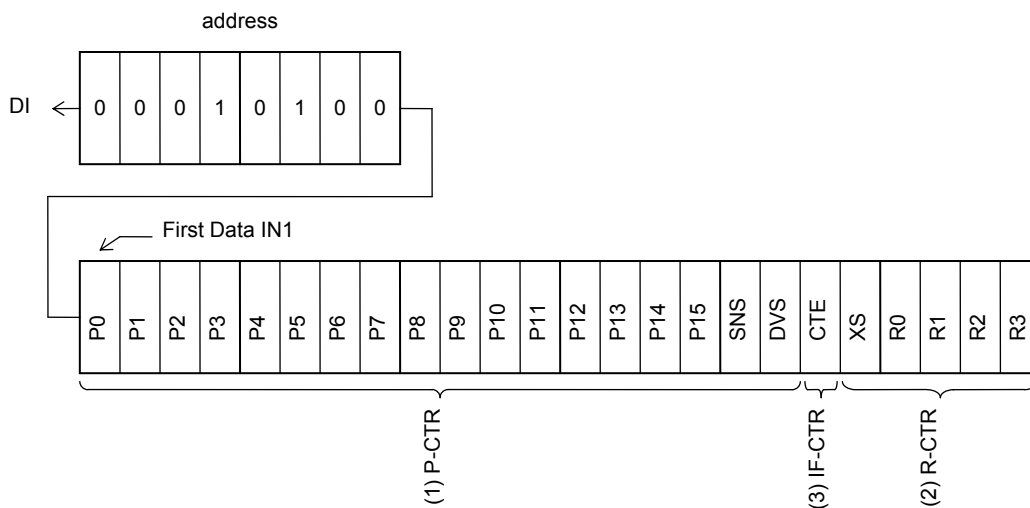 address
DI 0 0 0 1 0 1 0 0
First Data IN1
P0 P1 P2 P3 P4 P5 P6 P7 P8 P9 P10 P11 P12 P13 P14 P15 SNS DVS CTE XS R0 R1 R2 R3
(1) P-CTR (3) IF-CTR (2) R-CTR